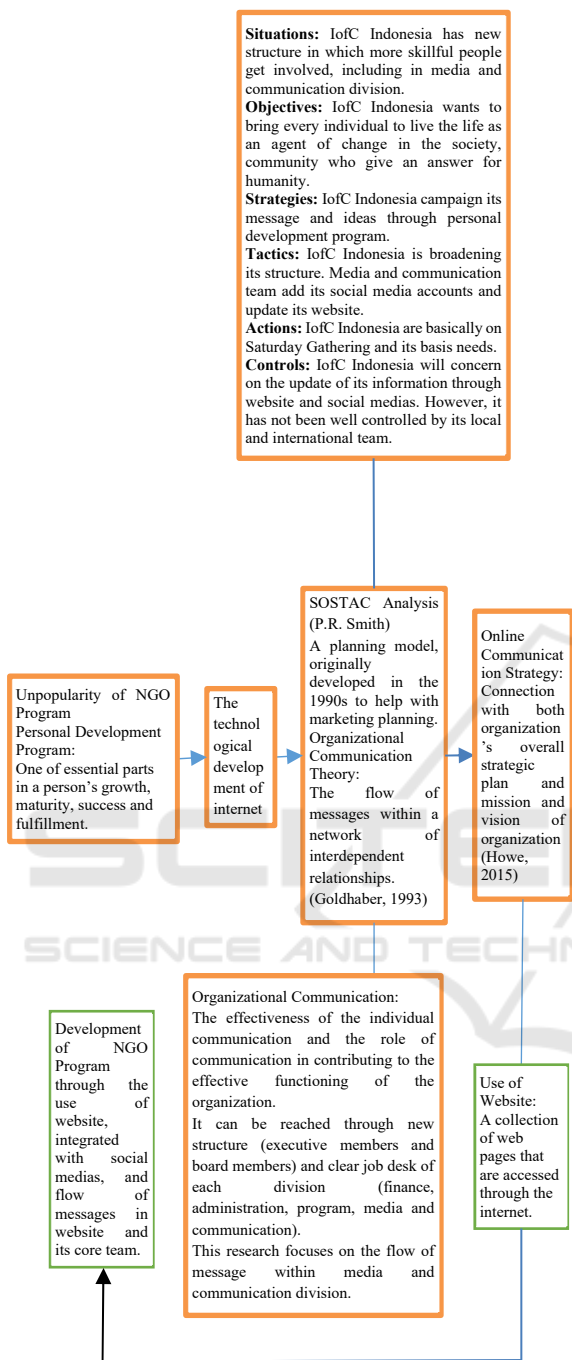 Situations: IofC Indonesia has new
structure in which more skillful people
get involved, including in media and
communication division.
Objectives: IofC Indonesia wants to
bring every individual to live the life as
an agent of change in the society,
community who give an answer for
humanity.
Strategies: IofC Indonesia campaign its
message and ideas through personal
development program.
Tactics: IofC Indonesia is broadening
its structure. Media and communication
team add its social media accounts and
update its website.
Actions: IofC Indonesia are basically on
Saturday Gathering and its basis needs.
Controls: IofC Indonesia will concern
on the update of its information through
website and social medias. However, it
has not been well controlled by its local
and international team.
Unpopularity of NGO
Program
Personal Development
Program:
One of essential parts
in a person's growth,
maturity, success and
fulfillment.
The
technol
ogical
develop
ment of
internet
SOSTAC Analysis
(P.R. Smith)
A planning model,
originally
developed in the
1990s to help with
marketing planning.
Organizational
Communication
Theory:
The flow of
messages within a
network of
interdependent
relationships.
(Goldhaber, 1993)
Online
Communicat
ion Strategy:
Connection
with both
organization
's overall
strategic
plan and
mission and
vision of
organization
(Howe,
2015)
SCITE
SCIENCE AND TECHN
Development
of NGO
Program
through the
use of
website,
integrated
with social
medias, and
flow of
messages in
website and
its core team.
Organizational Communication:
The effectiveness of the individual
communication and the role of
communication in contributing to the
effective functioning of the
organization.
It can be reached through new
structure (executive members and
board members) and clear job desk of
each division (finance,
administration, program, media and
communication).
This research focuses on the flow of
message within media and
communication division.
Use of
Website:
A collection
of web
pages that
are accessed
through the
internet.